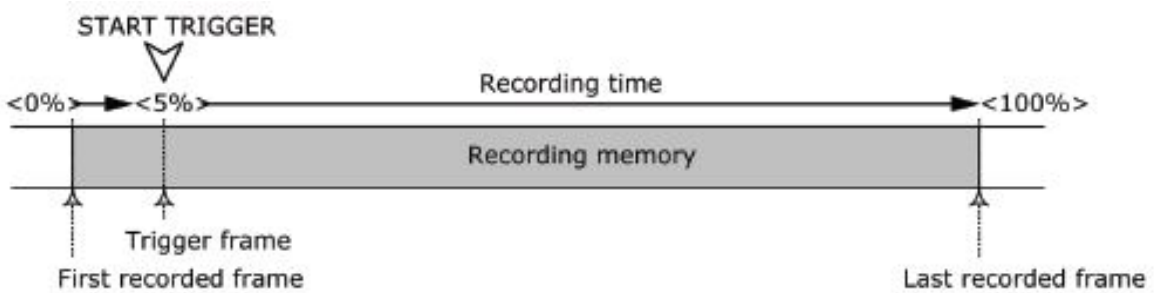 START TRIGGER
Recording time
<0%> <5%> <100%>
Recording memory
Trigger frame
First recorded frame Last recorded frame